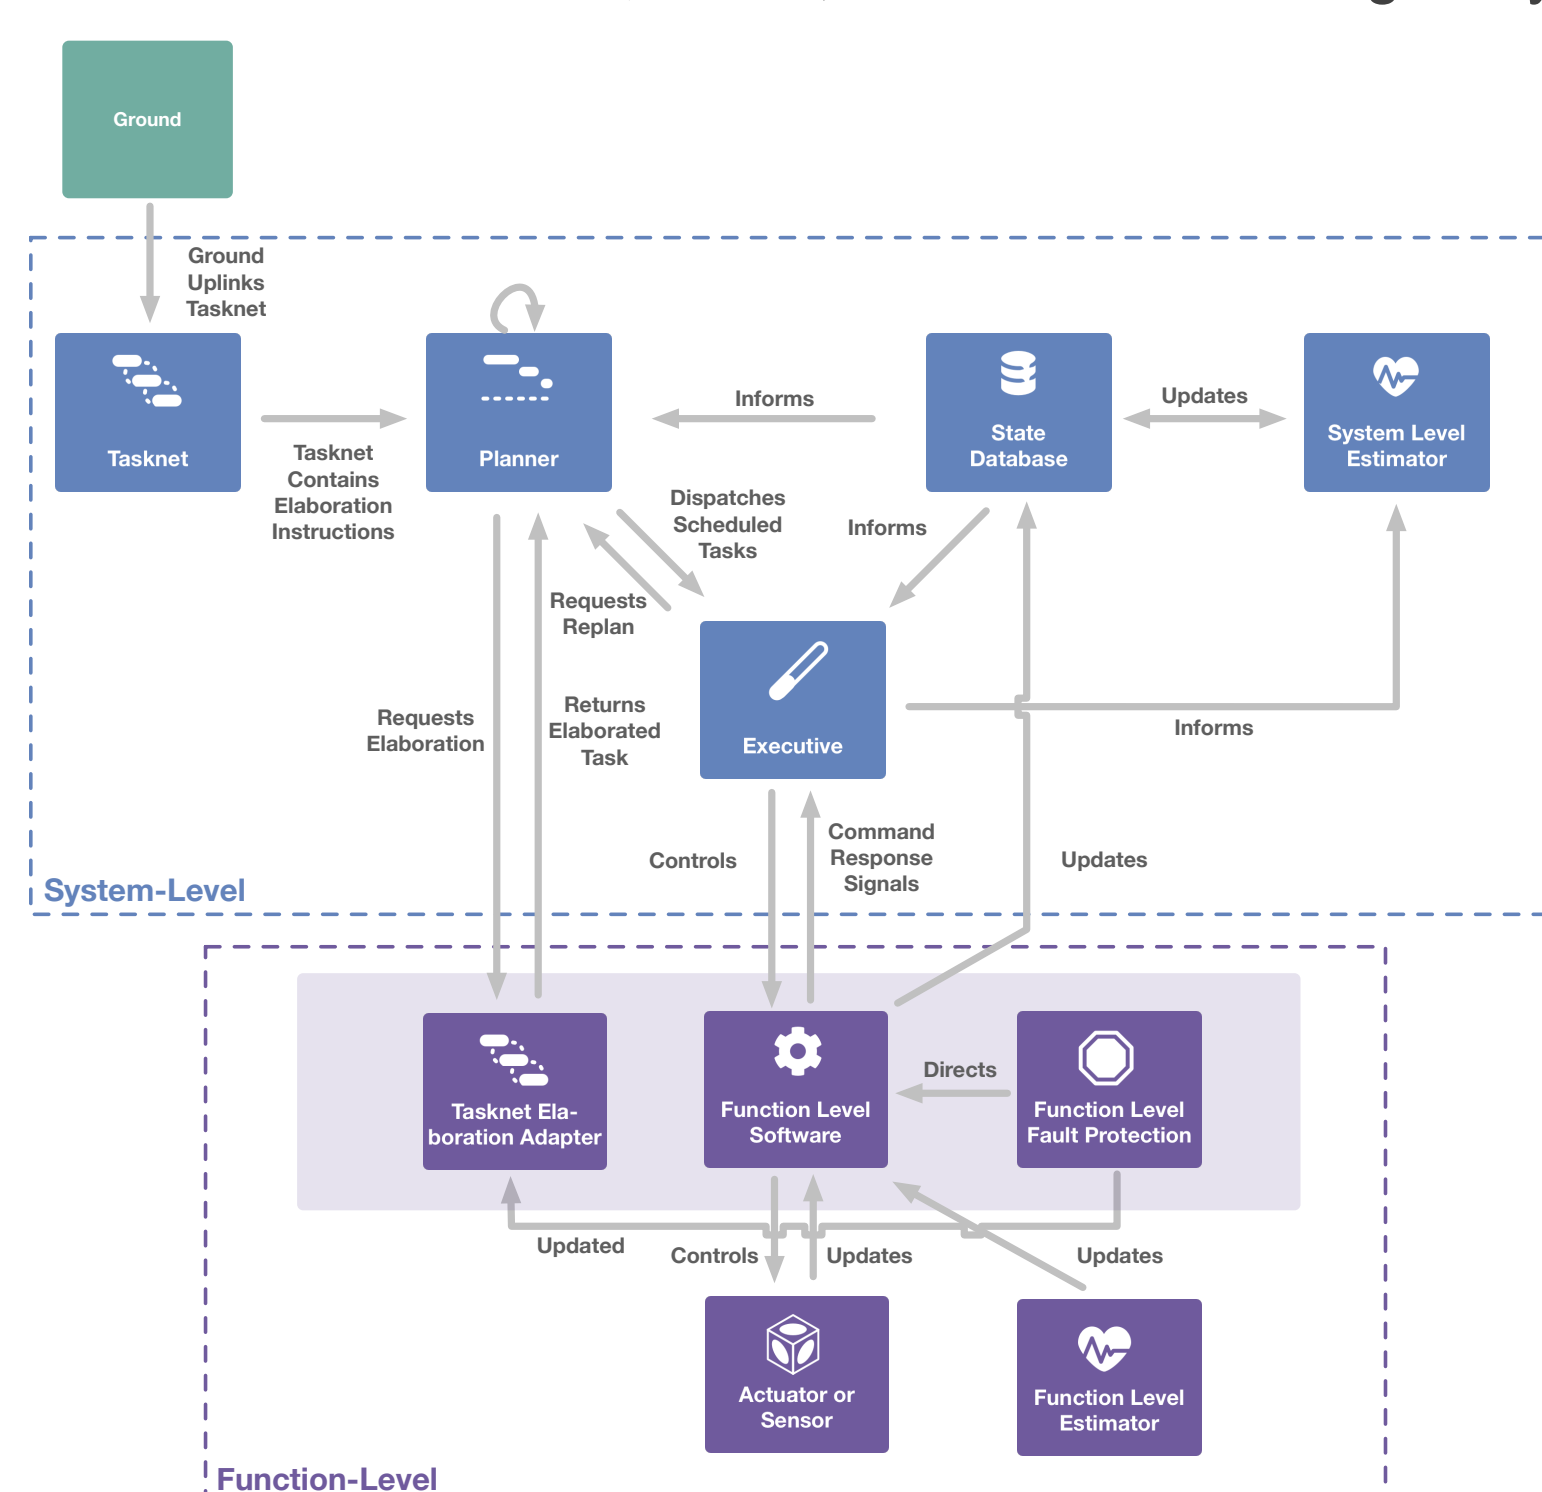 Ground
Ground
Uplinks
Tasknet
Tasknet
Planner
State
Database
System Level
Estimator
Informs
Updates
Tasknet
Contains
Elaboration
Instructions
Dispatches
Scheduled
Tasks
Informs
Requests
Replan
Executive
Requests
Elaboration
Returns
Elaborated
Task
Informs
Controls
Command
Response
Signals
Updates
System-Level
Tasknet Ela-
boration Adapter
Function Level
Software
Directs
Function Level
Fault Protection
Updated
Controls
Updates
Updates
Actuator or
Sensor
Function Level
Estimator
Function-Level